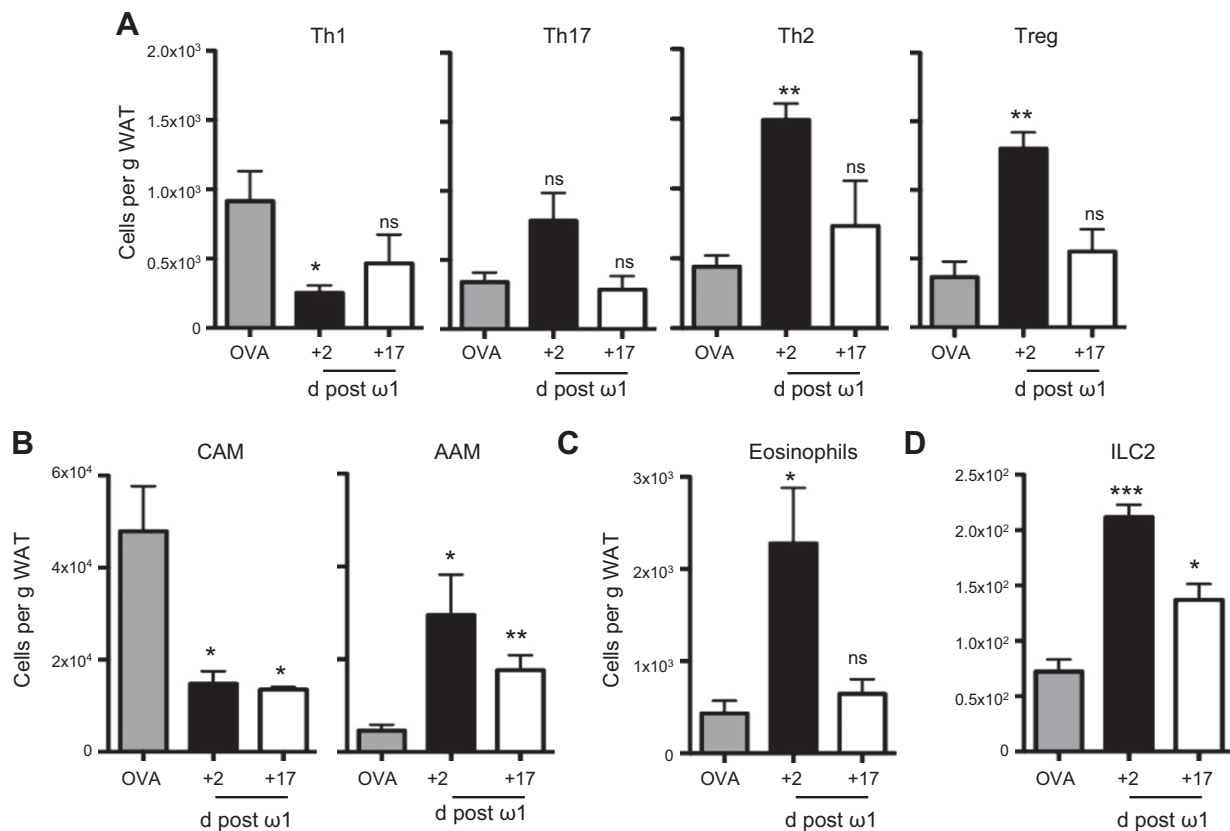 A
Th1 Th17 Th2 Treg
Cells per g WAT
2.0x10³
1.5x10³
1.0x10³
0.5x10³
0
* ns
ns ns
** ns
** ns
OVA +2 +17 OVA +2 +17 OVA +2 +17 OVA +2 +17
d post ω1 d post ω1 d post ω1 d post ω1
B
CAM AAM
Cells per g WAT
6x10⁴
4x10⁴
2x10⁴
0
* *
* **
OVA +2 +17 OVA +2 +17
d post ω1 d post ω1
C
Eosinophils
Cells per g WAT
3x10³
2x10³
1x10³
0
* ns
OVA +2 +17
d post ω1
D
ILC2
2.5x10²
2.0x10²
1.5x10²
1.0x10²
0.5x10²
0
*** *
OVA +2 +17
d post ω1